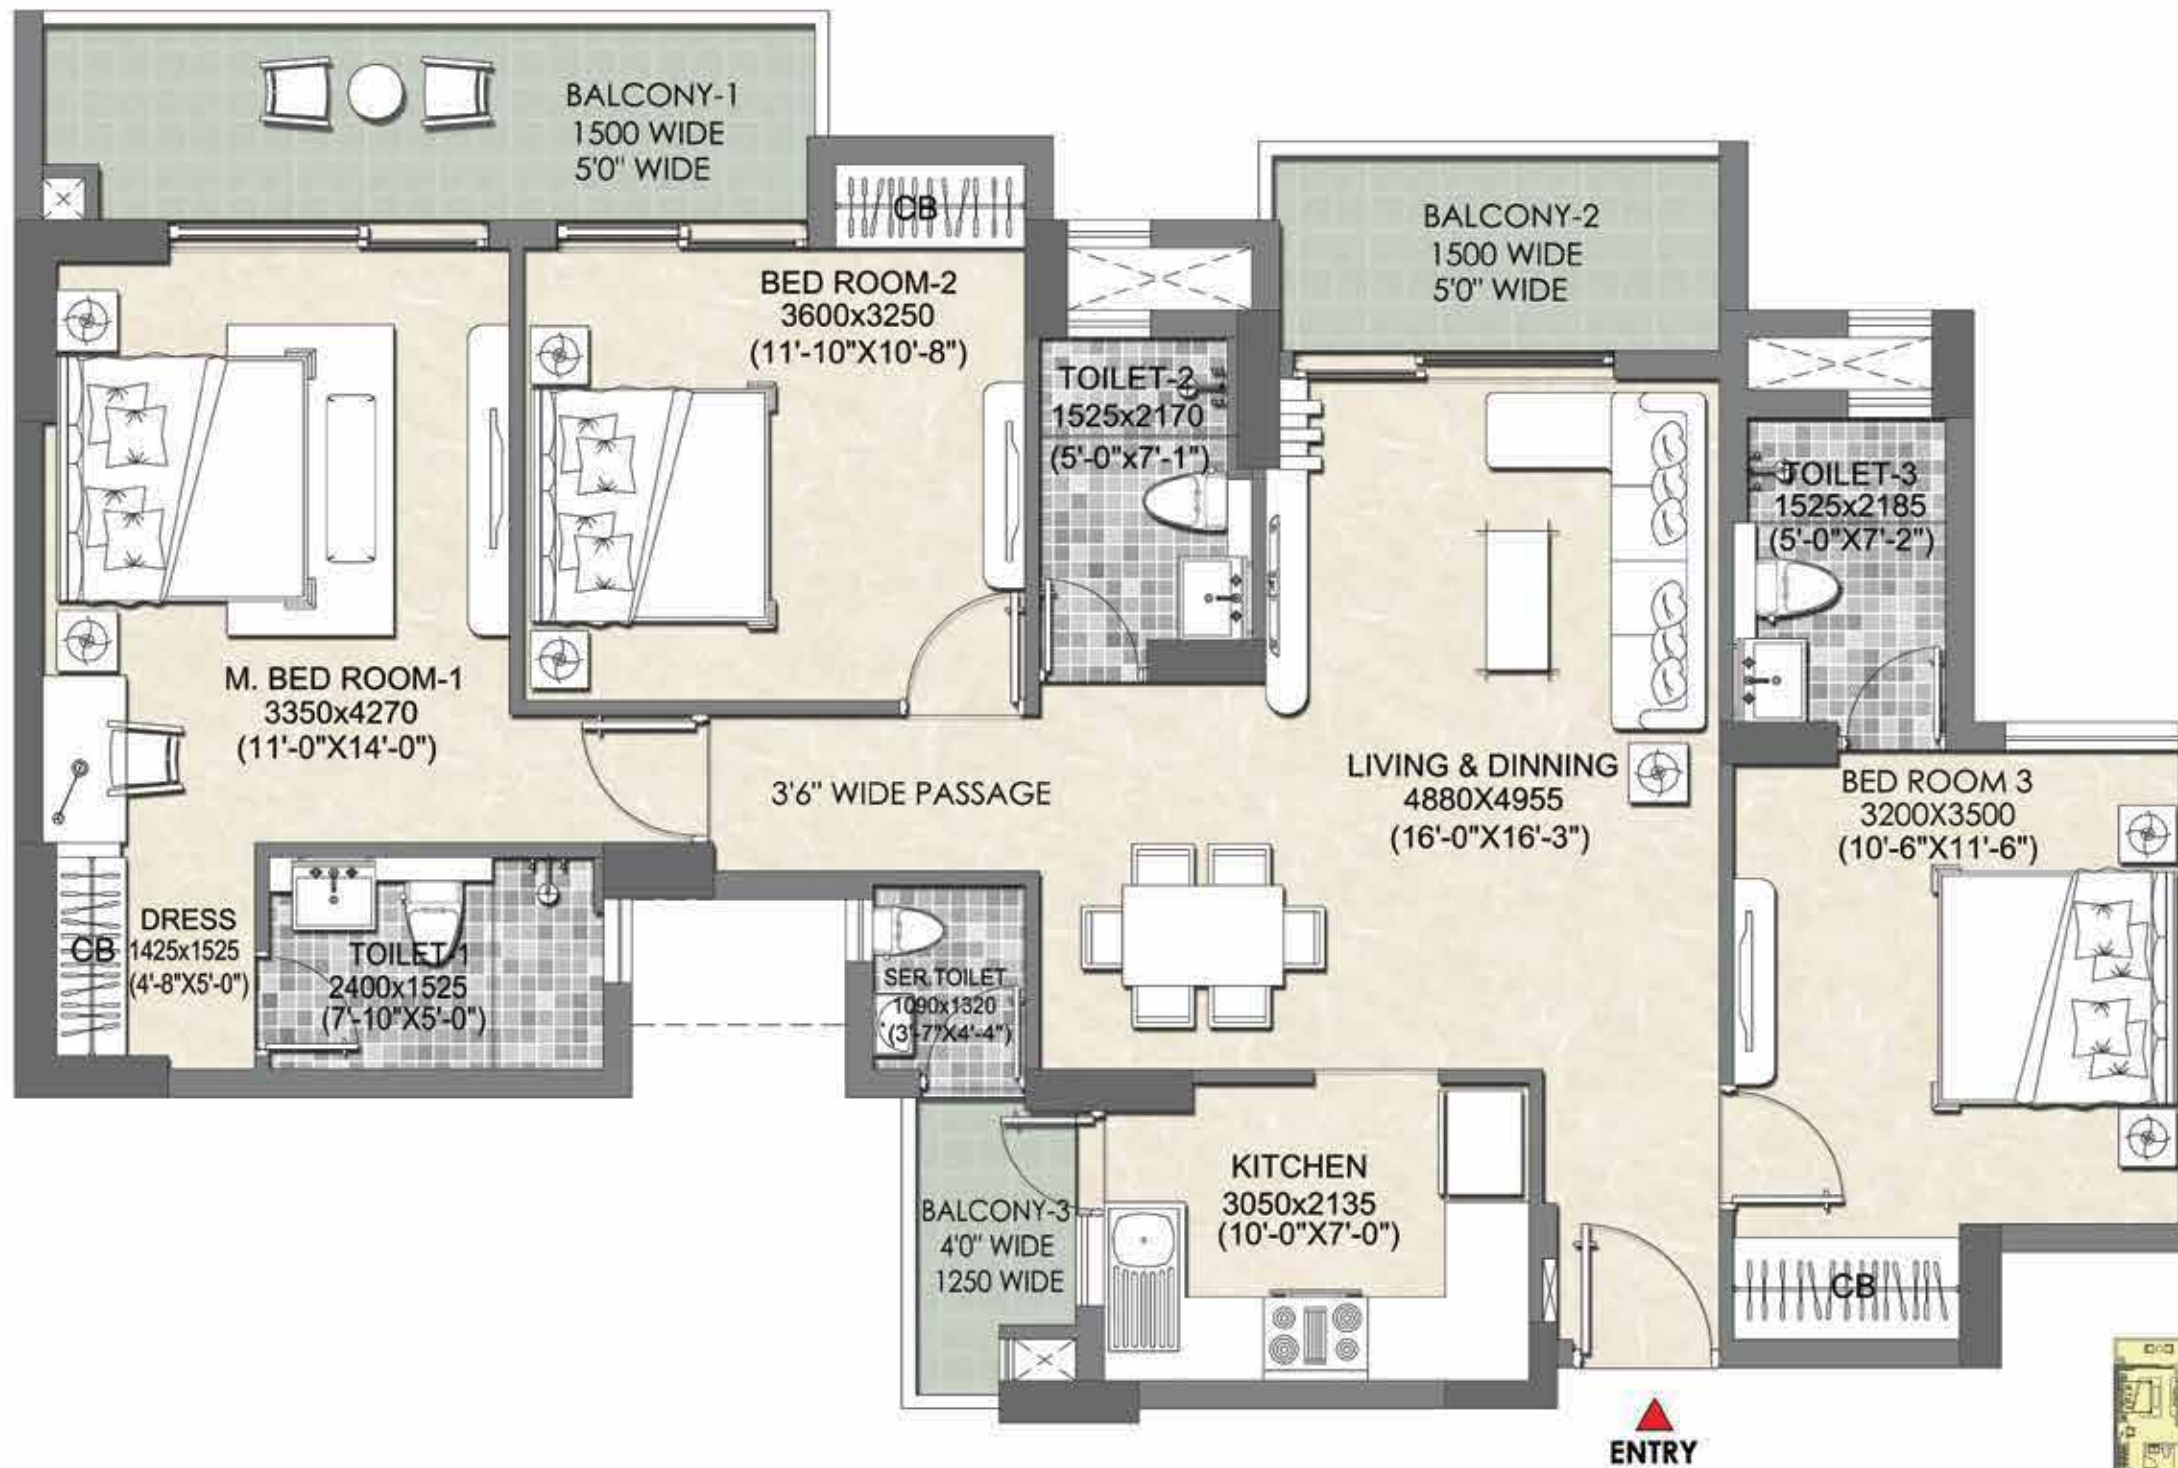 BALCONY-1
1500 WIDE
5'0" WIDE
CB
BALCONY-2
1500 WIDE
5'0" WIDE
BED ROOM-2
3600x3250
(11'-10"X10'-8")
TOILET-2
1525x2170
(5'-0"x7'-1")
TOILET-3
1525x2185
(5'-0"X7'-2")
M. BED ROOM-1
3350x4270
(11'-0"X14'-0")
3'6" WIDE PASSAGE
LIVING & DINNING
4880X4955
(16'-0"X16'-3")
BED ROOM 3
3200X3500
(10'-6"X11'-6")
CB
DRESS
1425x1525
(4'-8"X5'-0")
TOILET-1
2400x1525
(7'-10"X5'-0")
SER.TOILET
1090x1320
(3'-7"X4'-4")
BALCONY-3
4'0" WIDE
1250 WIDE
KITCHEN
3050x2135
(10'-0"X7'-0")
CB
ENTRY